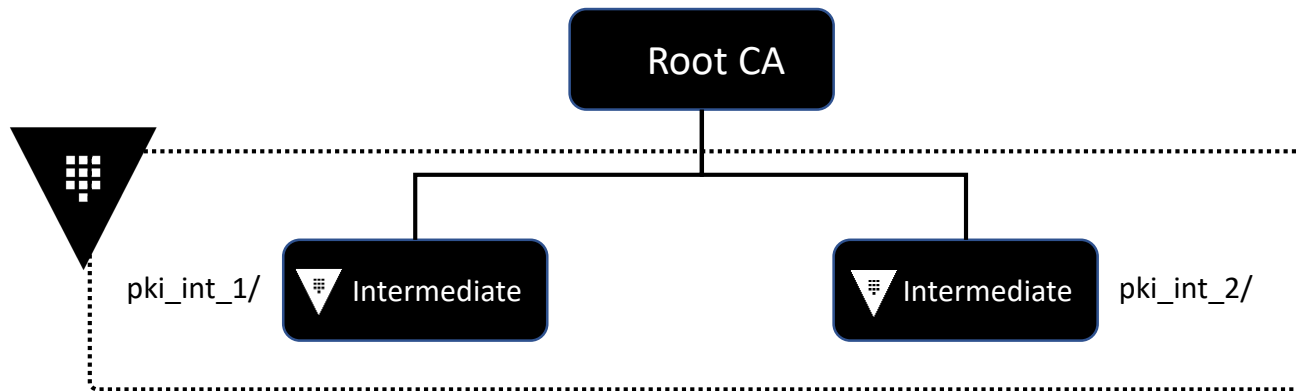 Root CA
pki_int_1/
Intermediate
Intermediate
pki_int_2/